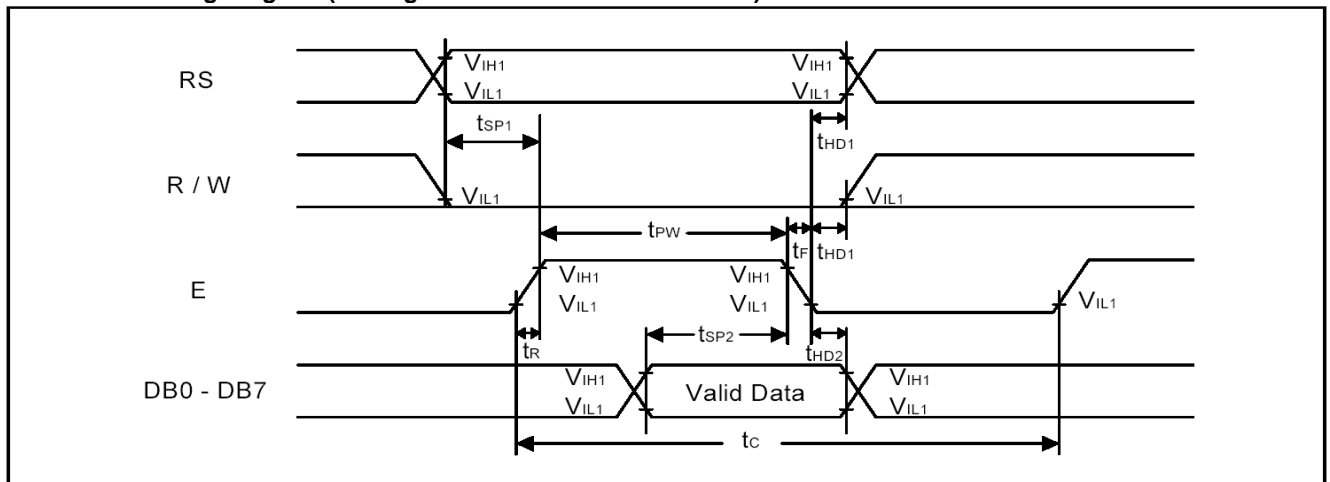 RS
VIH1
VIL1
VIH1
VIL1
tSP1
tHD1
R / W
VIL1
VIL1
tPW
tF
tHD1
E
VIH1
VIL1
VIH1
VIL1
VIL1
tR
tSP2
tHD2
DB0 - DB7
VIH1
VIL1
Valid Data
VIH1
VIL1
tC